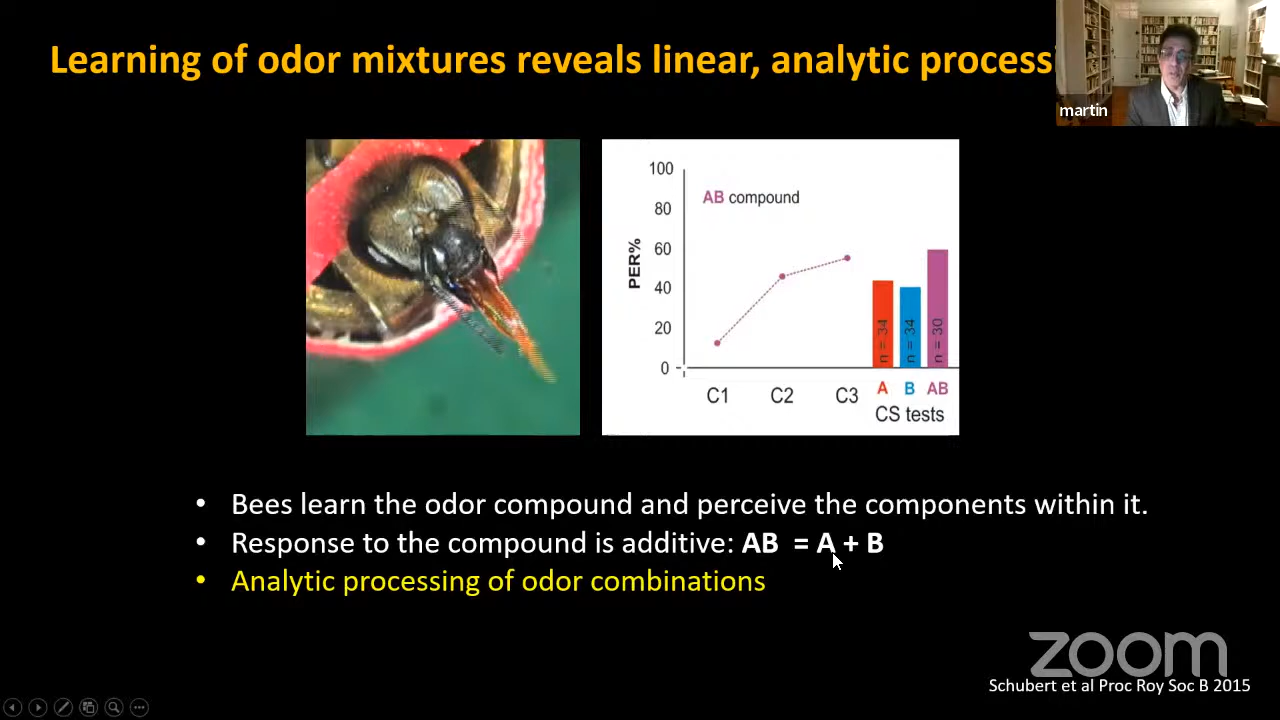 Learning of odor mixtures reveals linear, analytic process
martin
100
80
60
40
20
0
PER%
AB compound
C1 C2 C3
n = 34
n = 34
n = 30
A B AB
CS tests
• Bees learn the odor compound and perceive the components within it.
• Response to the compound is additive: AB = A + B
• Analytic processing of odor combinations
zoom
Schubert et al Proc Roy Soc B 2015